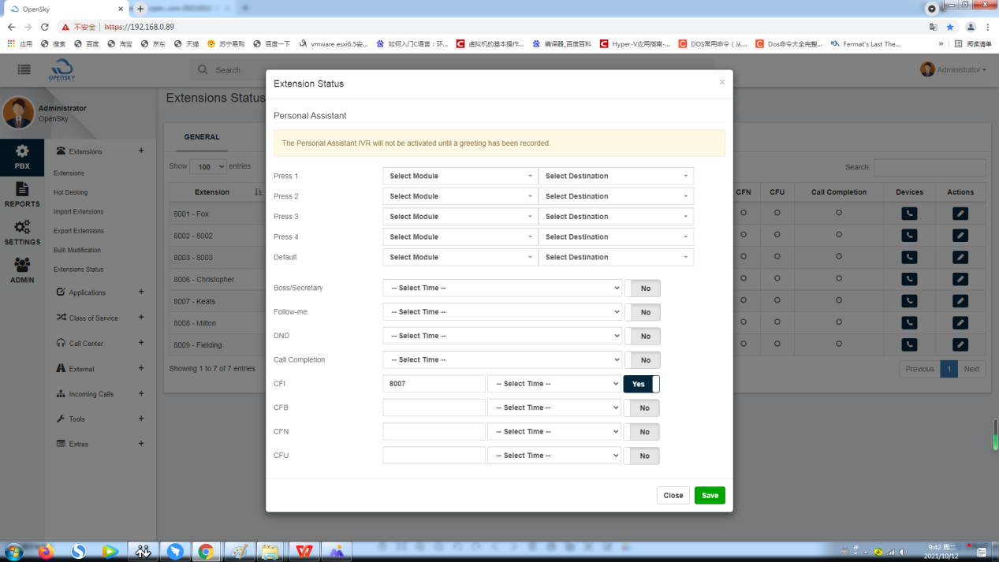 OpenSky
不安全 | https://192.168.0.89
应用 搜索 百度 淘宝 京东 天猫 苏宁易购 百度一下 vmware esxi6.5安... 如何入门C语言：环... 虚拟机的基本操作... 编译器_百度百科 Hyper-V应用指南-... DOS常用命令（从... Dos命令大全完整... Fermat's Last The... » 阅读清单
OPENSKY
Search
Administrator
Administrator
OpenSky
PBX
REPORTS
SETTINGS
ADMIN
Extensions +
Extensions
Hot Desking
Import Extensions
Export Extensions
Bulk Modification
Extensions Status
Applications +
Class of Service +
Call Center +
External +
Incoming Calls +
Tools +
Extras +
Extensions Status
GENERAL
Show 100 entries
Search:
Extension
CFN CFU Call Completion Devices Actions
8001 - Fox
8002 - 8002
8003 - 8003
8006 - Christopher
8007 - Keats
8008 - Milton
8009 - Fielding
Showing 1 to 7 of 7 entries
Previous 1 Next
Extension Status ×
Personal Assistant
The Personal Assistant IVR will not be activated until a greeting has been recorded.
Press 1 Select Module Select Destination
Press 2 Select Module Select Destination
Press 3 Select Module Select Destination
Press 4 Select Module Select Destination
Default Select Module Select Destination
Boss/Secretary -- Select Time -- No
Follow-me -- Select Time -- No
DND -- Select Time -- No
Call Completion -- Select Time -- No
CFI 8007 -- Select Time -- Yes
CFB -- Select Time -- No
CFN -- Select Time -- No
CFU -- Select Time -- No
Close Save
9:42 周二
2021/10/12